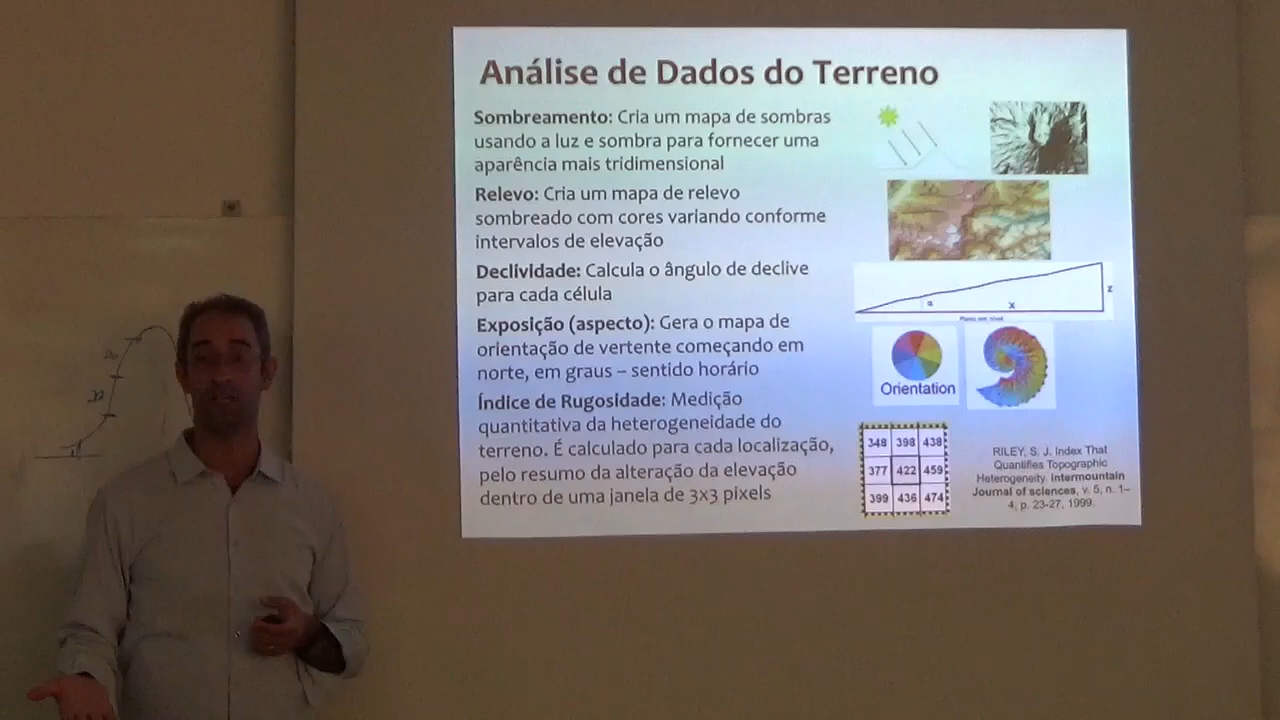 Análise de Dados do Terreno
Sombreamento: Cria um mapa de sombras
usando a luz e sombra para fornecer uma
aparência mais tridimensional
Relevo: Cria um mapa de relevo
sombreado com cores variando conforme
intervalos de elevação
Declividade: Calcula o ângulo de declive
para cada célula
Exposição (aspecto): Gera o mapa de
orientação de vertente começando em
norte, em graus – sentido horário
Índice de Rugosidade: Medição
quantitativa da heterogeneidade do
terreno. É calculado para cada localização,
pelo resumo da alteração da elevação
dentro de uma janela de 3x3 pixels
α
X
Z
Plano em nível
Orientation
348 398 438
377 422 459
399 436 474
RILEY, S. J. Index That
Quantifies Topographic
Heterogeneity. Intermountain
Journal of sciences, v. 5, n. 1–
4, p. 23-27, 1999.